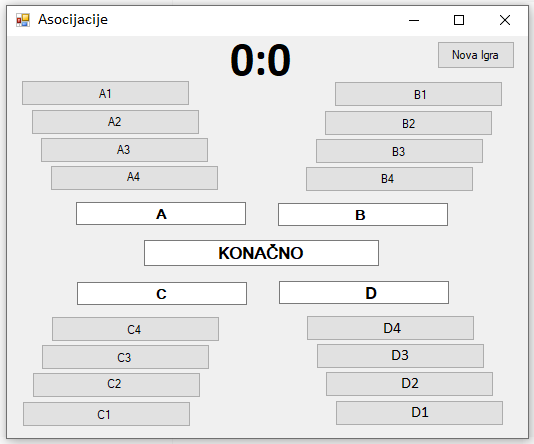 Asocijacije
0:0
Nova Igra
A1
B1
A2
B2
A3
B3
A4
B4
A
B
KONAČNO
C
D
C4
D4
C3
D3
C2
D2
C1
D1